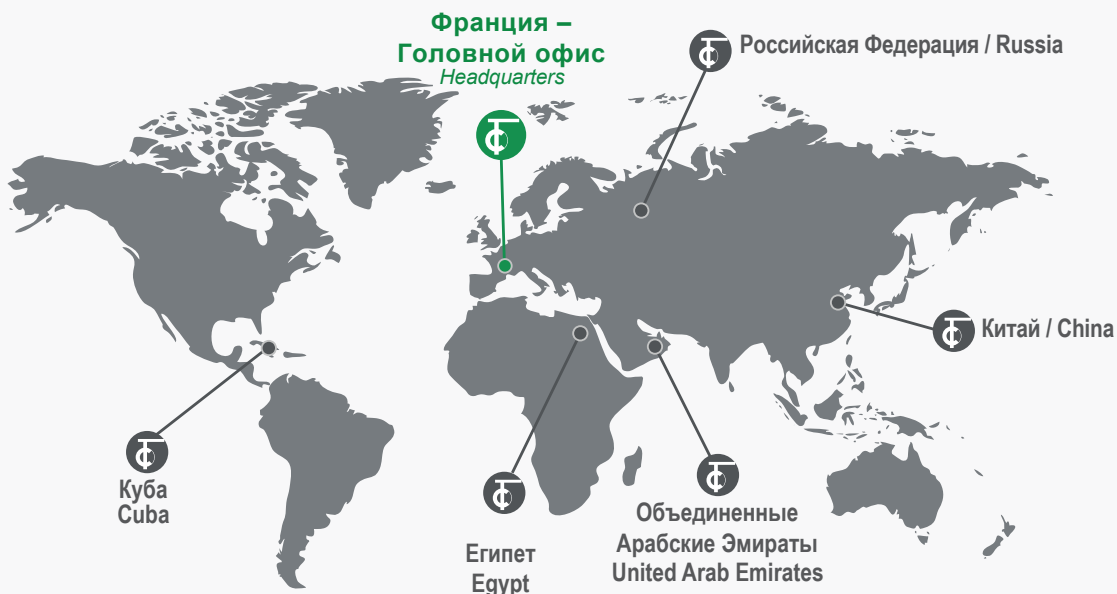 Франция –
Головной офис
Headquarters
Российская Федерация / Russia
Китай / China
Куба
Cuba
Египет
Egypt
Объединенные
Арабские Эмираты
United Arab Emirates